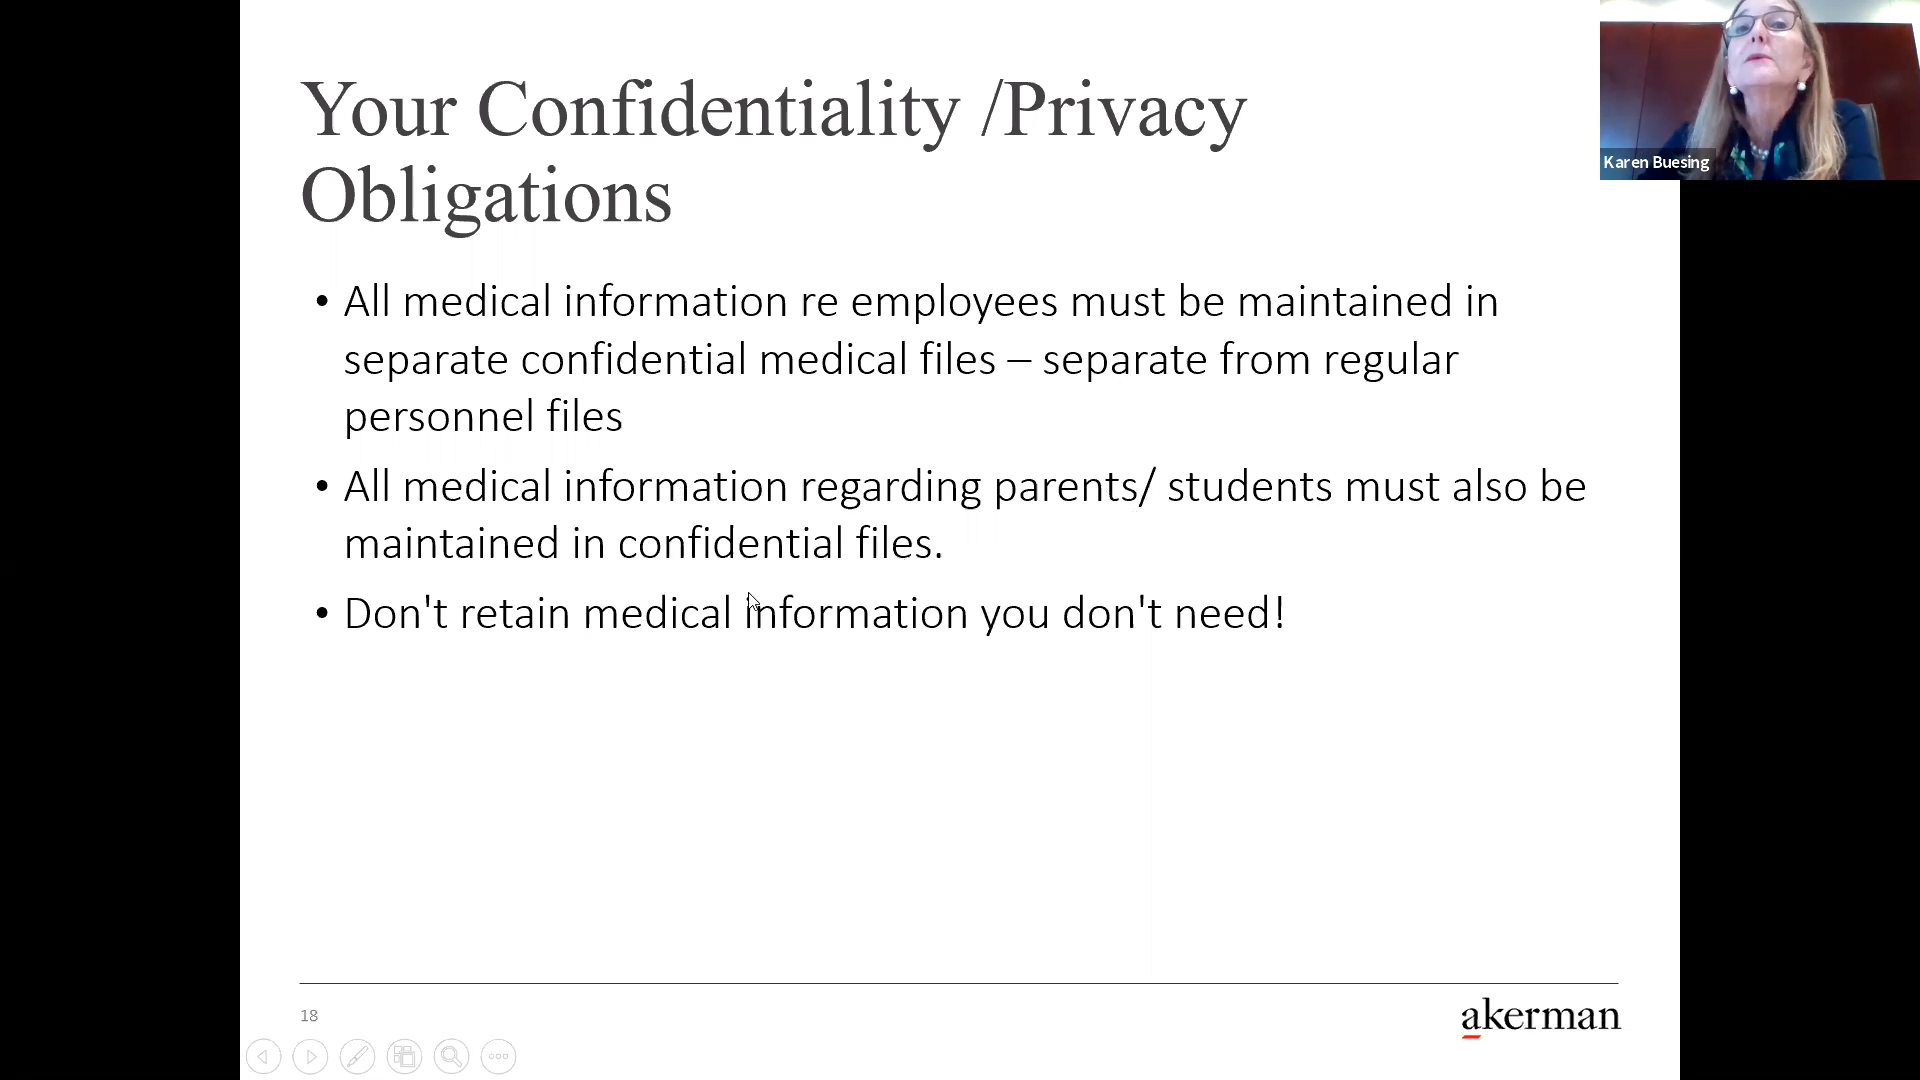 Your Confidentiality /Privacy
Obligations
Karen Buesing
• All medical information re employees must be maintained in
separate confidential medical files – separate from regular
personnel files
• All medical information regarding parents/ students must also be
maintained in confidential files.
• Don't retain medical information you don't need!
18
akerman